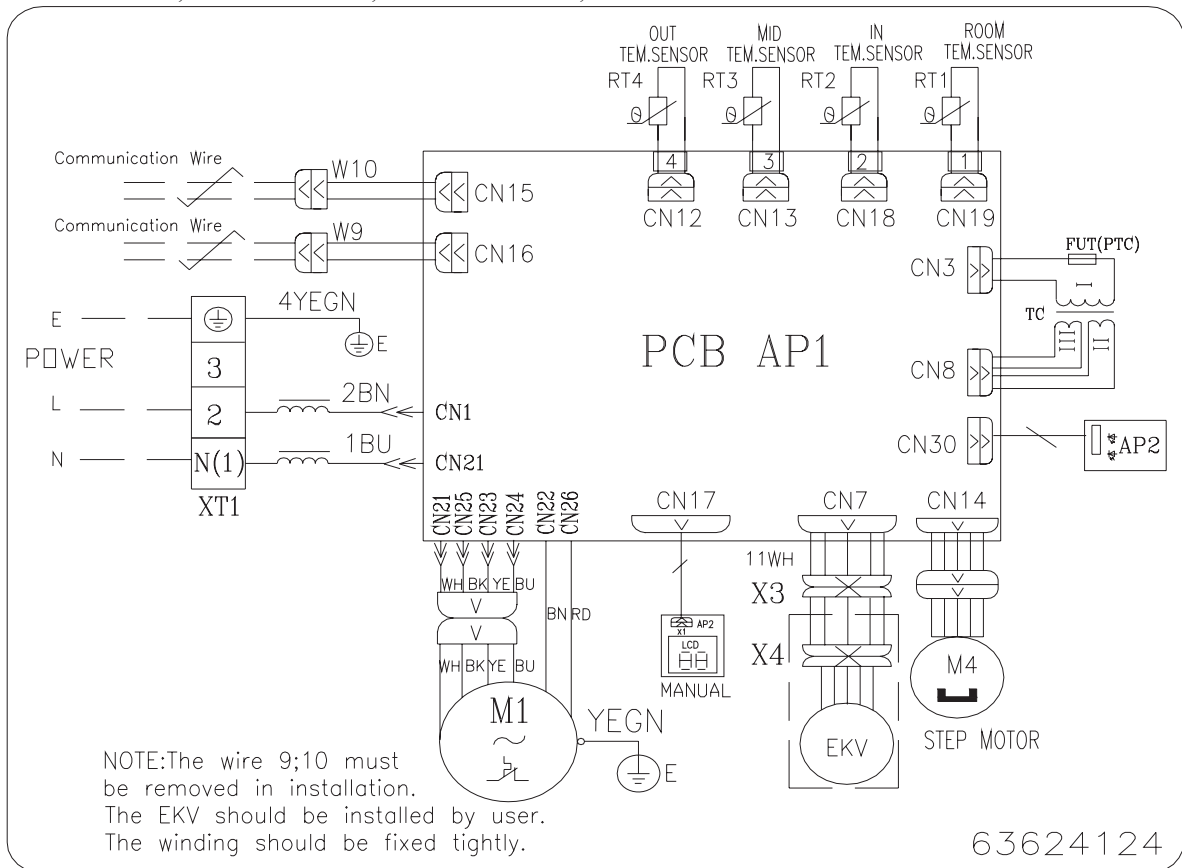 OUT
TEM.SENSOR
MID
TEM.SENSOR
IN
TEM.SENSOR
ROOM
TEM.SENSOR
RT4
RT3
RT2
RT1
θ
θ
θ
θ
4
3
2
1
CN12
CN13
CN18
CN19
Communication Wire
W10
CN15
Communication Wire
W9
CN16
CN3
FUT(PTC)
I
TC
III
II
CN8
PCB AP1
E
4YEGN
E
POWER
3
L
2
2BN
CN1
N
N(1)
1BU
CN21
XT1
CN30
AP2
CN21
CN25
CN23
CN24
CN22
CN26
CN17
CN7
CN14
WH
BK
YE
BU
BN
RD
V
V
WH
BK
YE
BU
M1
YEGN
E
X1
AP2
LCD
88
MANUAL
11WH
X3
X4
EKV
M4
STEP MOTOR
NOTE:The wire 9;10 must
be removed in installation.
The EKV should be installed by user.
The winding should be fixed tightly.
63624124